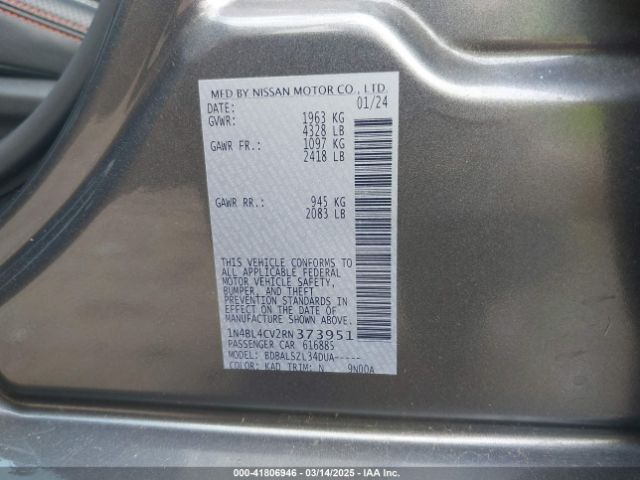 MFD BY NISSAN MOTOR CO., LTD.
DATE: 01/24
GVWR: 1963 KG
4328 LB
GAWR FR.: 1097 KG
2418 LB
GAWR RR.: 945 KG
2083 LB
THIS VEHICLE CONFORMS TO
ALL APPLICABLE FEDERAL
MOTOR VEHICLE SAFETY,
BUMPER, AND THEFT
PREVENTION STANDARDS IN
EFFECT ON THE DATE OF
MANUFACTURE SHOWN ABOVE.
1N4BL4CV2RN373951
PASSENGER CAR 616885
MODEL: BDBALSZL34DUA-----
COLOR: KAD TRIM: N 9N00A
000-41806946 - 03/14/2025 - IAA Inc.